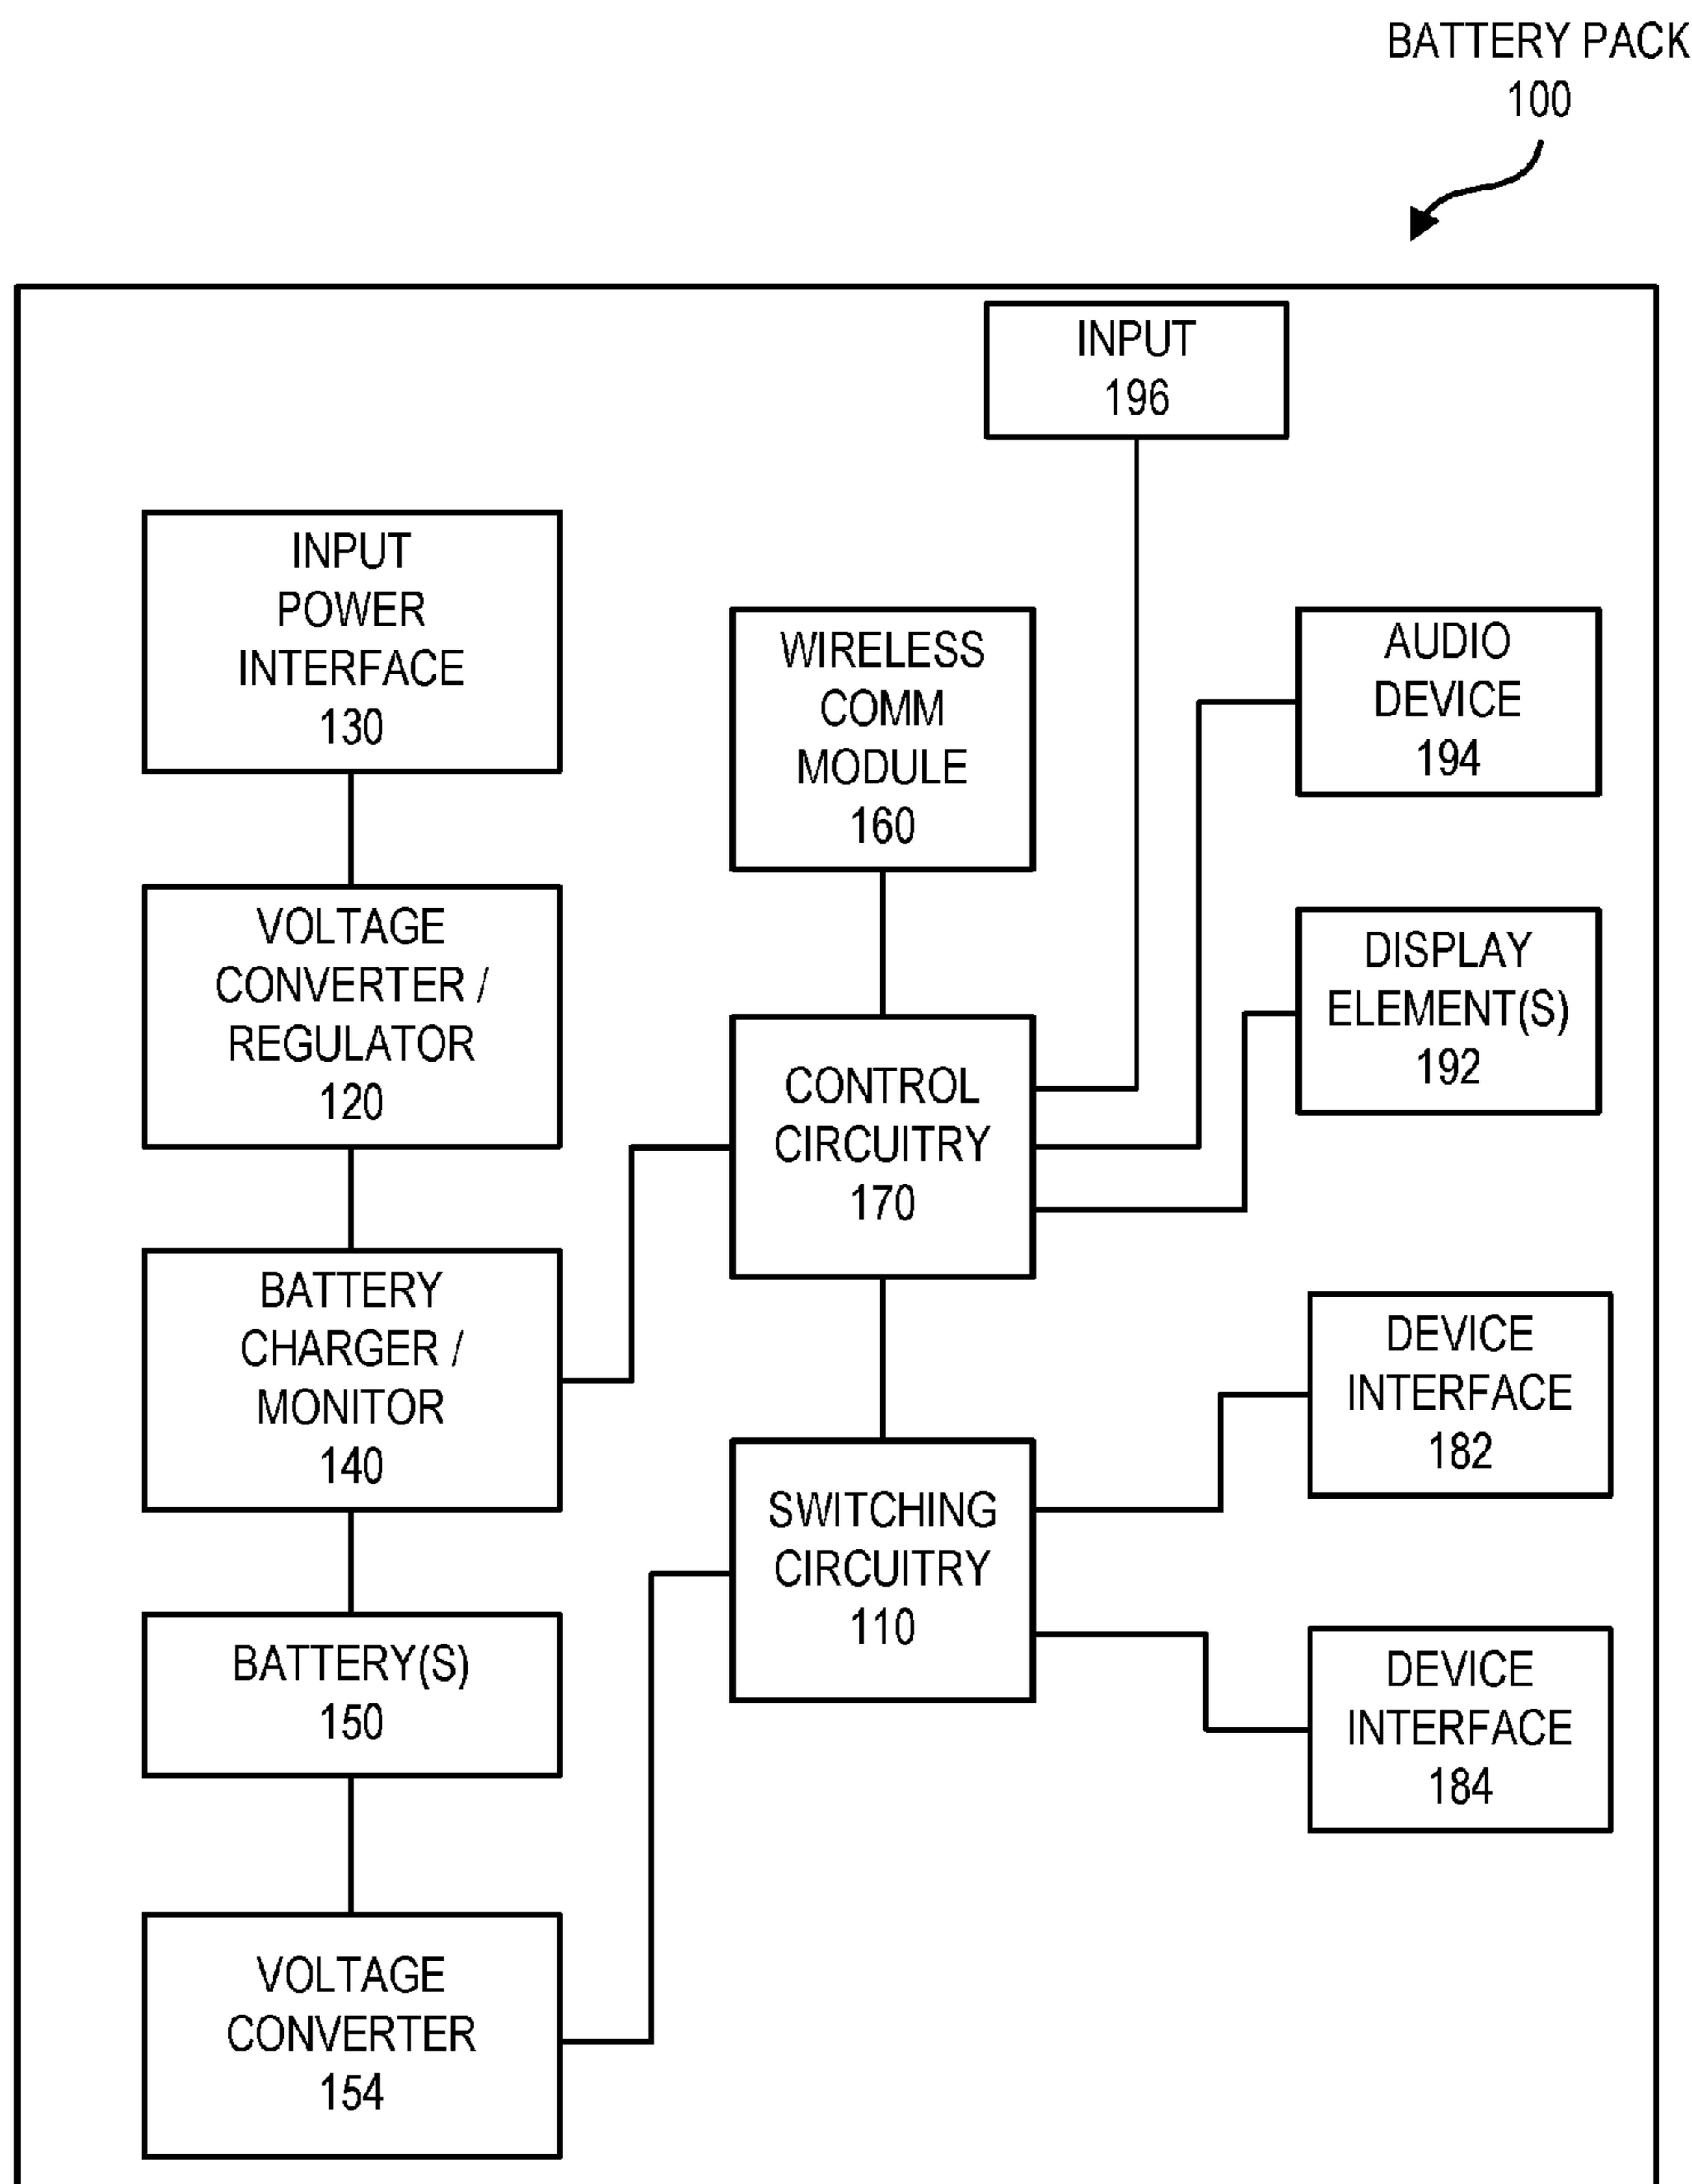 BATTERY PACK
100
INPUT
196
INPUT
POWER
INTERFACE
130
WIRELESS
COMM
MODULE
160
AUDIO
DEVICE
194
VOLTAGE
CONVERTER /
REGULATOR
120
DISPLAY
ELEMENT(S)
192
CONTROL
CIRCUITRY
170
BATTERY
CHARGER /
MONITOR
140
DEVICE
INTERFACE
182
SWITCHING
CIRCUITRY
110
BATTERY(S)
150
DEVICE
INTERFACE
184
VOLTAGE
CONVERTER
154